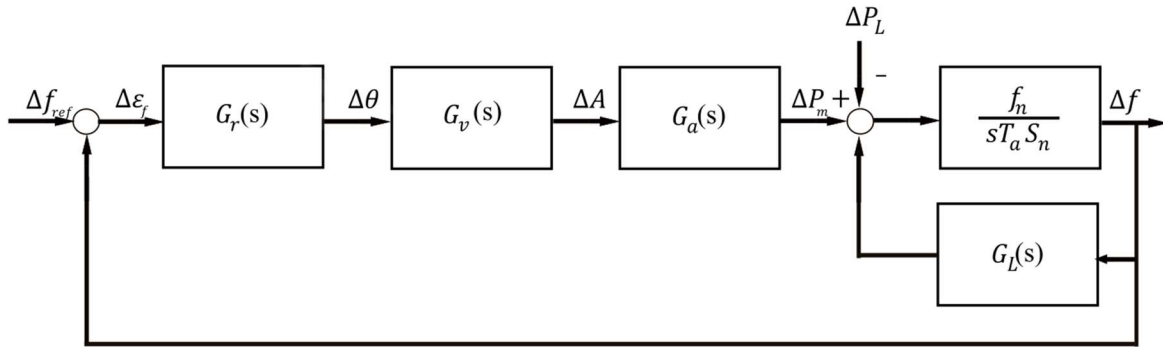 ΔP_L
−
Δf_ref
Δε_f
G_r(s)
Δθ
G_v(s)
ΔA
G_a(s)
ΔP_m +
f_n
sT_a S_n
Δf
G_L(s)